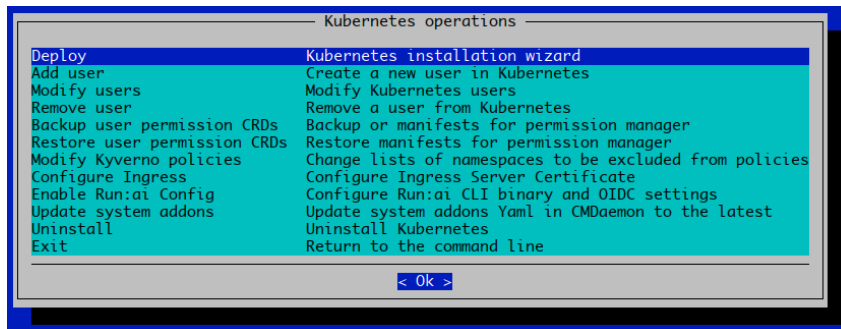 Kubernetes operations
Deploy Kubernetes installation wizard
Add user Create a new user in Kubernetes
Modify users Modify Kubernetes users
Remove user Remove a user from Kubernetes
Backup user permission CRDs Backup or manifests for permission manager
Restore user permission CRDs Restore manifests for permission manager
Modify Kyverno policies Change lists of namespaces to be excluded from policies
Configure Ingress Configure Ingress Server Certificate
Enable Run:ai Config Configure Run:ai CLI binary and OIDC settings
Update system addons Update system addons Yaml in CMDaemon to the latest
Uninstall Uninstall Kubernetes
Exit Return to the command line
< Ok >